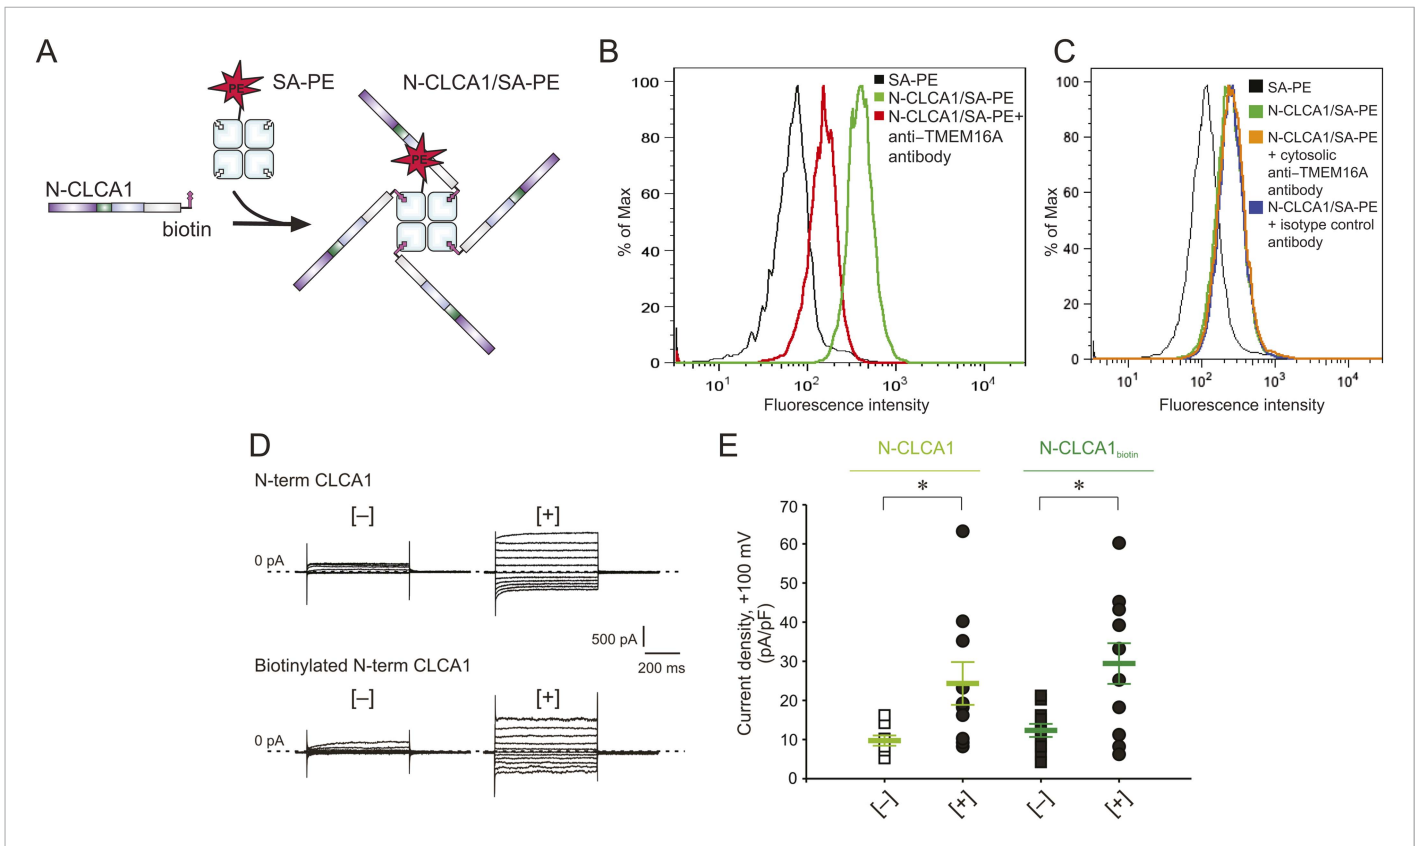 A
SA-PE
N-CLCA1/SA-PE
PE
PE
N-CLCA1
biotin
B
SA-PE
N-CLCA1/SA-PE
N-CLCA1/SA-PE+
anti–TMEM16A
antibody
% of Max
100
80
60
40
20
0
10¹
10²
10³
10⁴
Fluorescence intensity
C
SA-PE
N-CLCA1/SA-PE
N-CLCA1/SA-PE
+ cytosolic
anti–TMEM16A
antibody
N-CLCA1/SA-PE
+ isotype control
antibody
% of Max
100
80
60
40
20
0
10¹
10²
10³
10⁴
Fluorescence intensity
D
N-term CLCA1
[–]
[+]
0 pA
500 pA
200 ms
Biotinylated N-term CLCA1
[–]
[+]
0 pA
E
N-CLCA1
N-CLCA1biotin
*
*
Current density, +100 mV
(pA/pF)
70
60
50
40
30
20
10
0
[–]
[+]
[–]
[+]